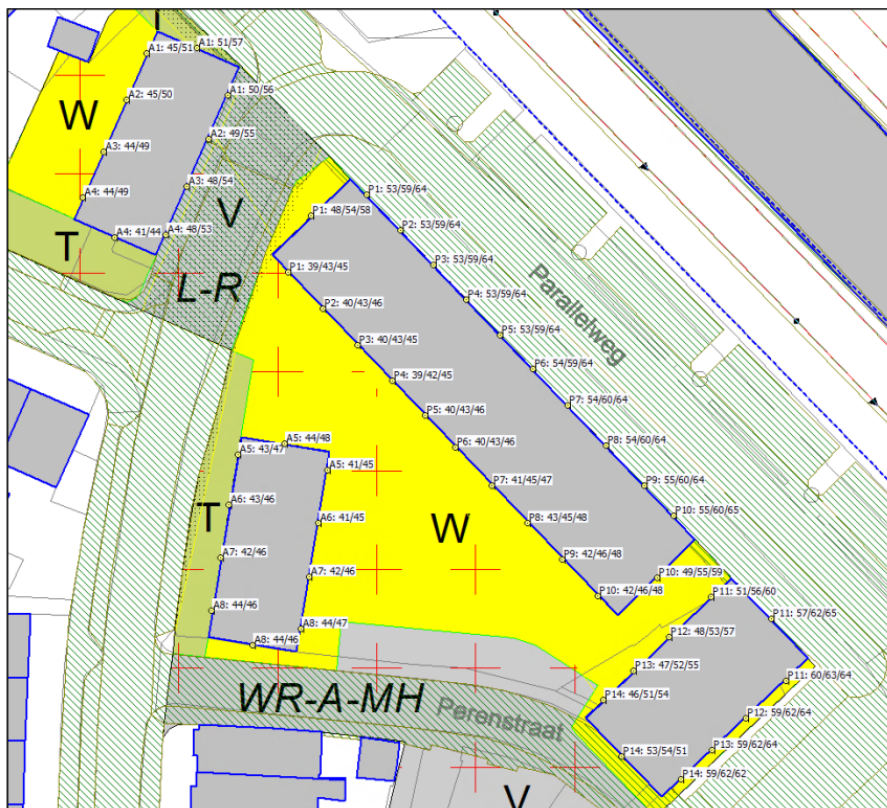 T
A1: 51/57
A1: 45/51
A1: 50/56
A2: 45/50
W
A2: 49/55
A3: 44/49
A3: 48/54
A4: 44/49
V
A4: 41/44
A4: 48/53
T
L-R
P1: 53/59/64
P1: 48/54/58
P2: 53/59/64
P3: 53/59/64
P1: 39/43/45
Parallelweg
P4: 53/59/64
P2: 40/43/46
P5: 53/59/64
P3: 40/43/45
P6: 54/59/64
P4: 39/42/45
P7: 54/60/64
P5: 40/43/46
P8: 54/60/64
A5: 44/48
P6: 40/43/46
A5: 43/47
A5: 41/45
P7: 41/45/47
P9: 55/60/64
A6: 43/46
T
A6: 41/45
W
P8: 43/45/48
P10: 55/60/65
A7: 42/46
P9: 42/46/48
A7: 42/46
P10: 49/55/59
P10: 42/46/48
P11: 51/56/60
A8: 44/46
P11: 57/62/65
A8: 44/47
P12: 48/53/57
A8: 44/46
P13: 47/52/55
P11: 60/63/64
WR-A-MH
Perenstraat
P14: 46/51/54
P12: 59/62/64
P14: 53/54/51
P13: 59/62/64
P14: 59/62/62
V